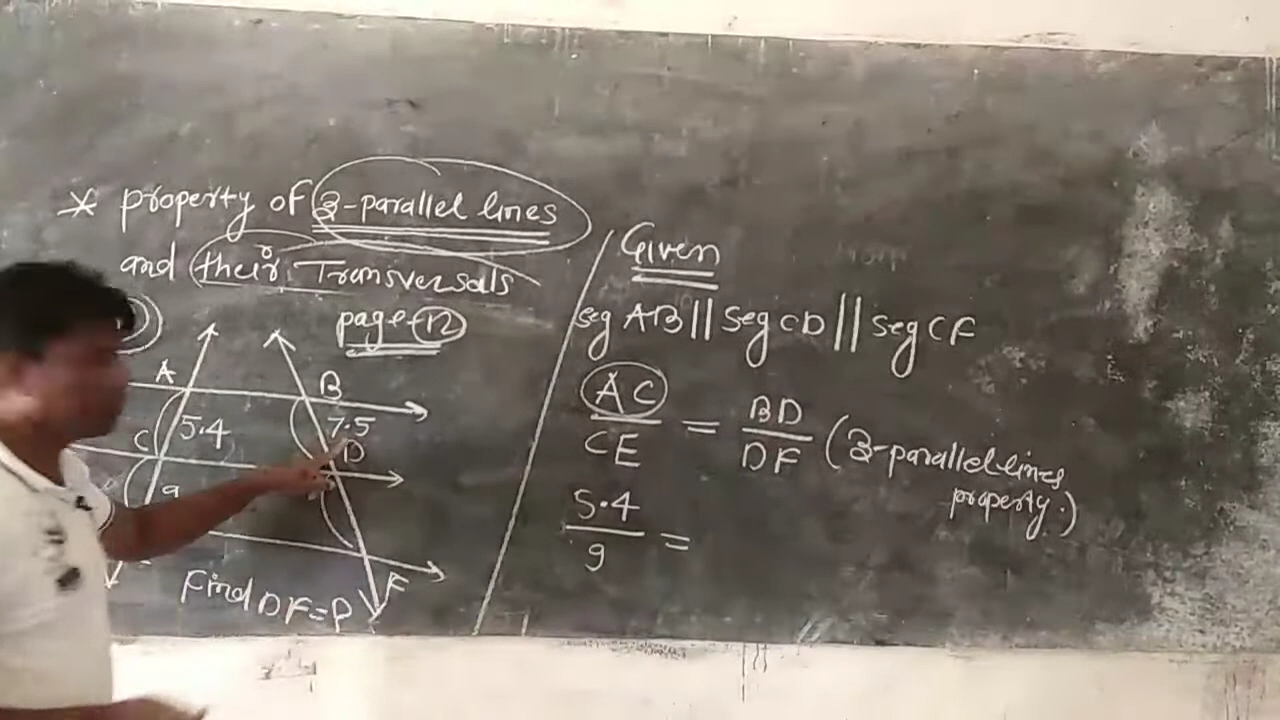 * property of 3-parallel lines
and their Transversals
page-12
A
B
5.4
7.5
C
D
9
F
Find DF=P
Given
seg AB || seg CD || seg CF
AC/CE = BD/DF (3-parallel lines
property.)
5.4/9 =